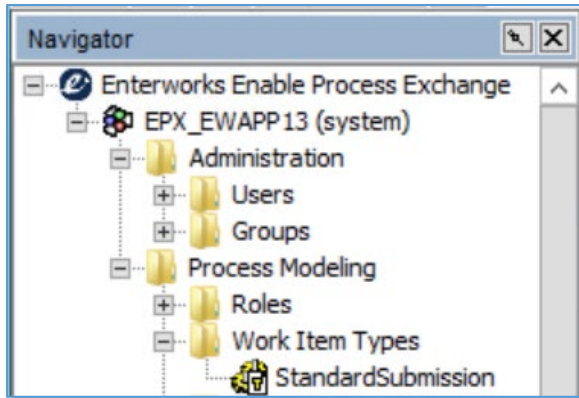 Navigator
Enterworks Enable Process Exchange
EPX_EWAPP13 (system)
Administration
Users
Groups
Process Modeling
Roles
Work Item Types
StandardSubmission